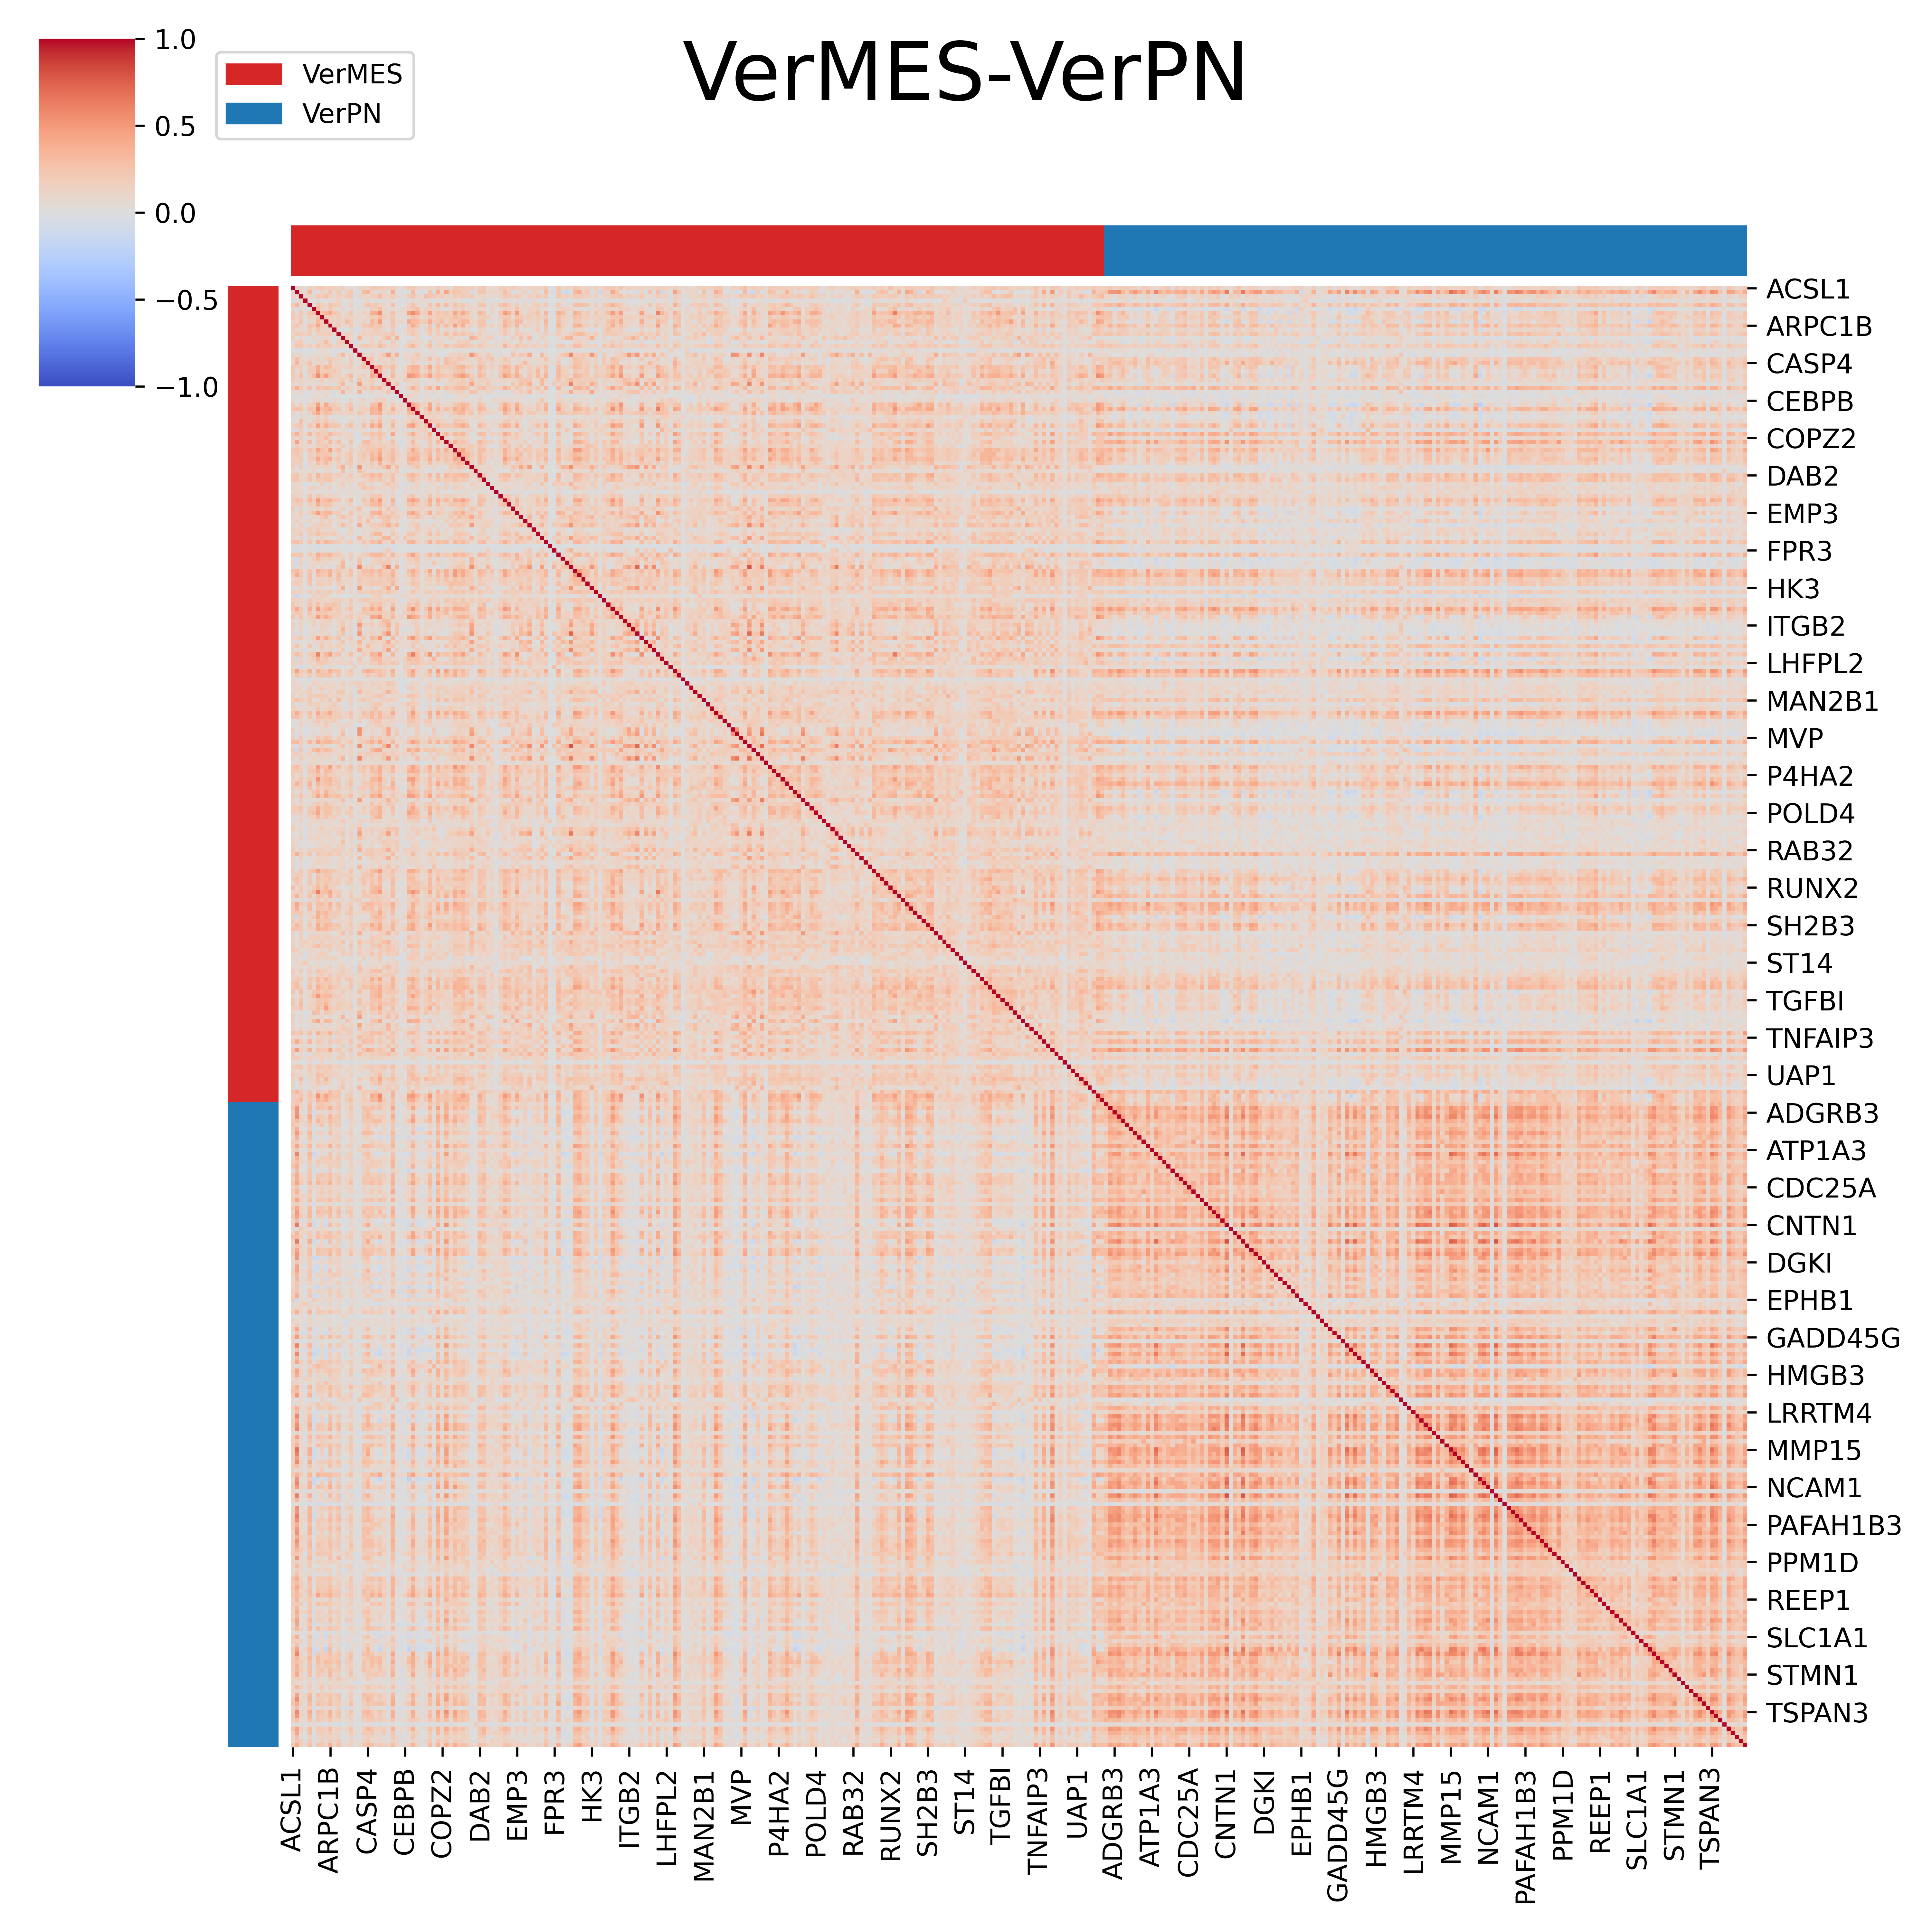 VerMES-VerPN
1.0
0.5
0.0
−0.5
−1.0
VerMES
VerPN
ACSL1
ARPC1B
CASP4
CEBPB
COPZ2
DAB2
EMP3
FPR3
HK3
ITGB2
LHFPL2
MAN2B1
MVP
P4HA2
POLD4
RAB32
RUNX2
SH2B3
ST14
TGFBI
TNFAIP3
UAP1
ADGRB3
ATP1A3
CDC25A
CNTN1
DGKI
EPHB1
GADD45G
HMGB3
LRRTM4
MMP15
NCAM1
PAFAH1B3
PPM1D
REEP1
SLC1A1
STMN1
TSPAN3
ACSL1
ARPC1B
CASP4
CEBPB
COPZ2
DAB2
EMP3
FPR3
HK3
ITGB2
LHFPL2
MAN2B1
MVP
P4HA2
POLD4
RAB32
RUNX2
SH2B3
ST14
TGFBI
TNFAIP3
UAP1
ADGRB3
ATP1A3
CDC25A
CNTN1
DGKI
EPHB1
GADD45G
HMGB3
LRRTM4
MMP15
NCAM1
PAFAH1B3
PPM1D
REEP1
SLC1A1
STMN1
TSPAN3